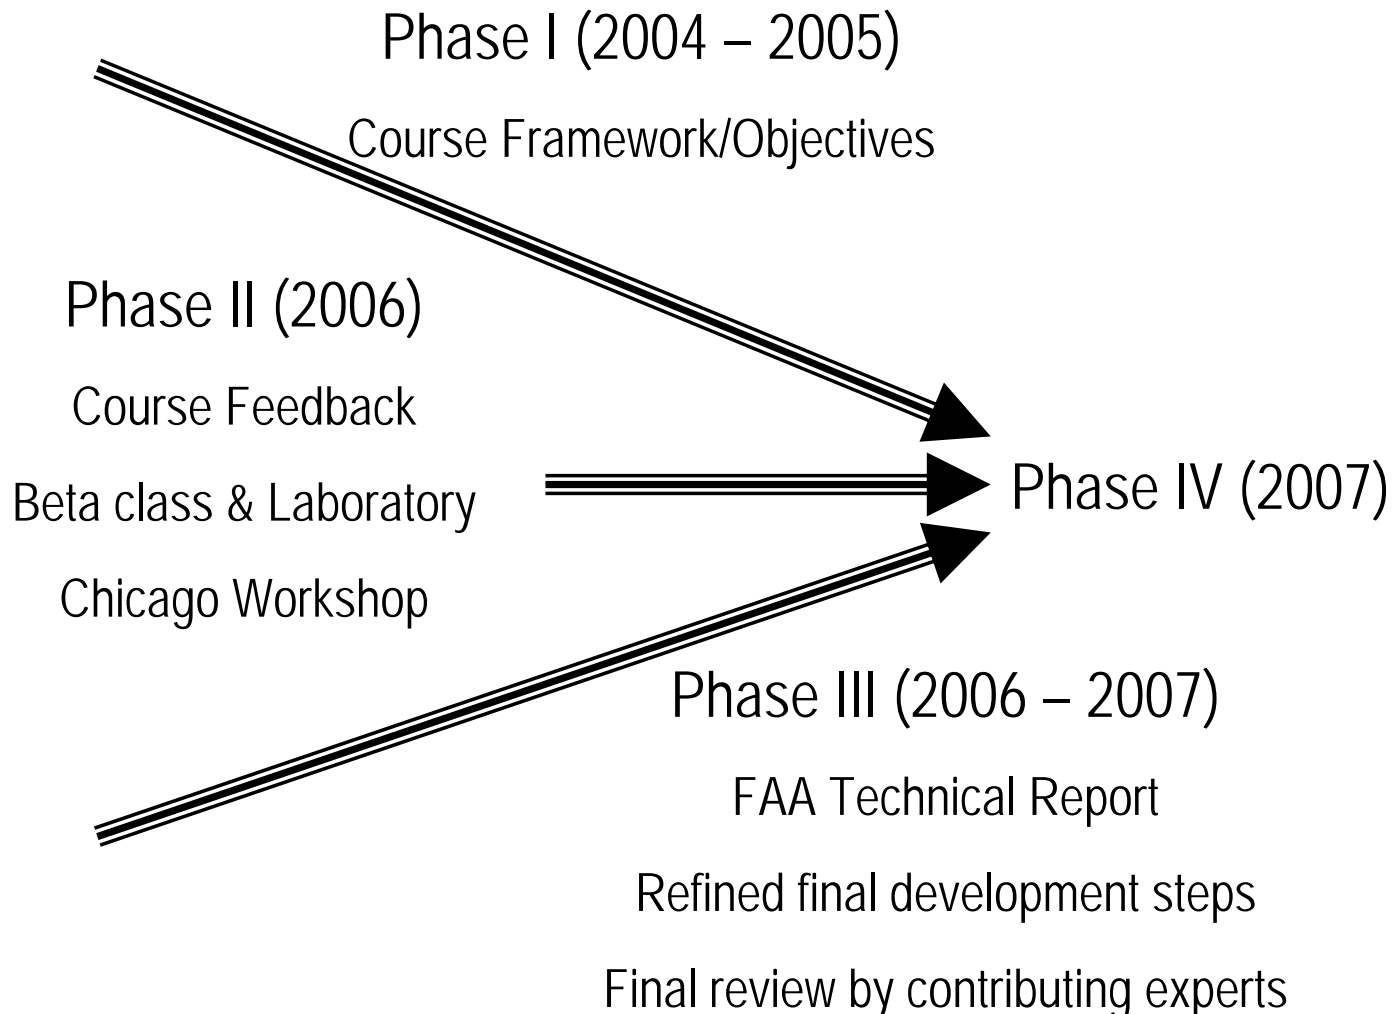 Phase I (2004 – 2005)
Course Framework/Objectives
Phase II (2006)
Course Feedback
Beta class & Laboratory
Chicago Workshop
Phase IV (2007)
Phase III (2006 – 2007)
FAA Technical Report
Refined final development steps
Final review by contributing experts